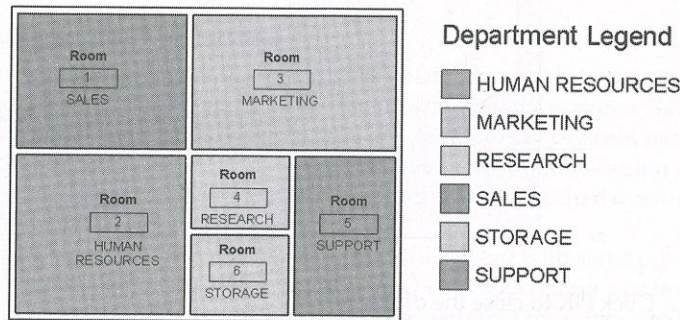 Room
1
SALES
Room
3
MARKETING
Room
2
HUMAN
RESOURCES
Room
4
RESEARCH
Room
5
SUPPORT
Room
6
STORAGE
Department Legend
HUMAN RESOURCES
MARKETING
RESEARCH
SALES
STORAGE
SUPPORT